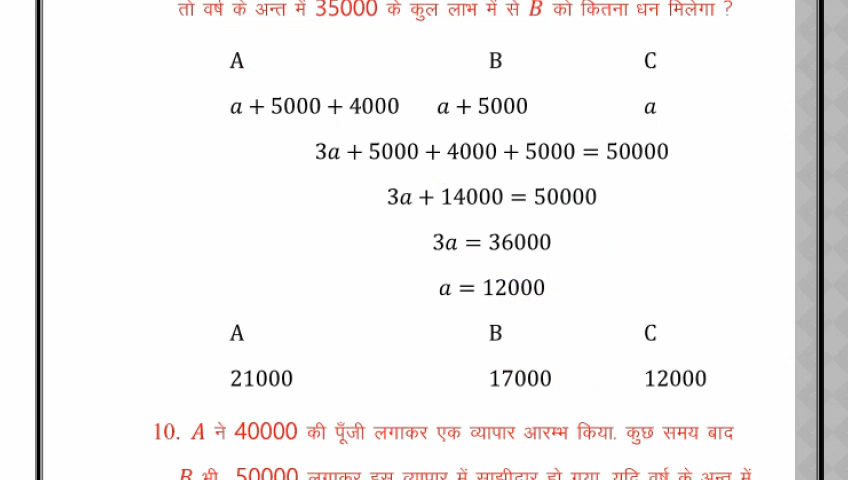 तो वर्ष के अन्त में 35000 के कुल लाभ में से B को कितना धन मिलेगा ?
A B C
a + 5000 + 4000 a + 5000 a
3a + 5000 + 4000 + 5000 = 50000
3a + 14000 = 50000
3a = 36000
a = 12000
A B C
21000 17000 12000
10. A ने 40000 की पूँजी लगाकर एक व्यापार आरम्भ किया. कुछ समय बाद
B भी 50000 लगाकर इस व्यापार में साझीदार हो गया यदि वर्ष के अन्त में